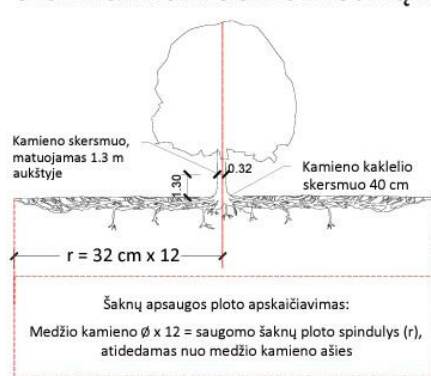 Kamieno skersmuo,
matuojamas 1.3 m
aukštyje
1.30
0.32
Kamieno kaklelio
skersmuo 40 cm
r = 32 cm x 12
Šaknų apsaugos ploto apskaičiavimas:
Medžio kamieno Ø x 12 = saugomo šaknų ploto spindulys (r),
atidedamas nuo medžio kamieno ašies